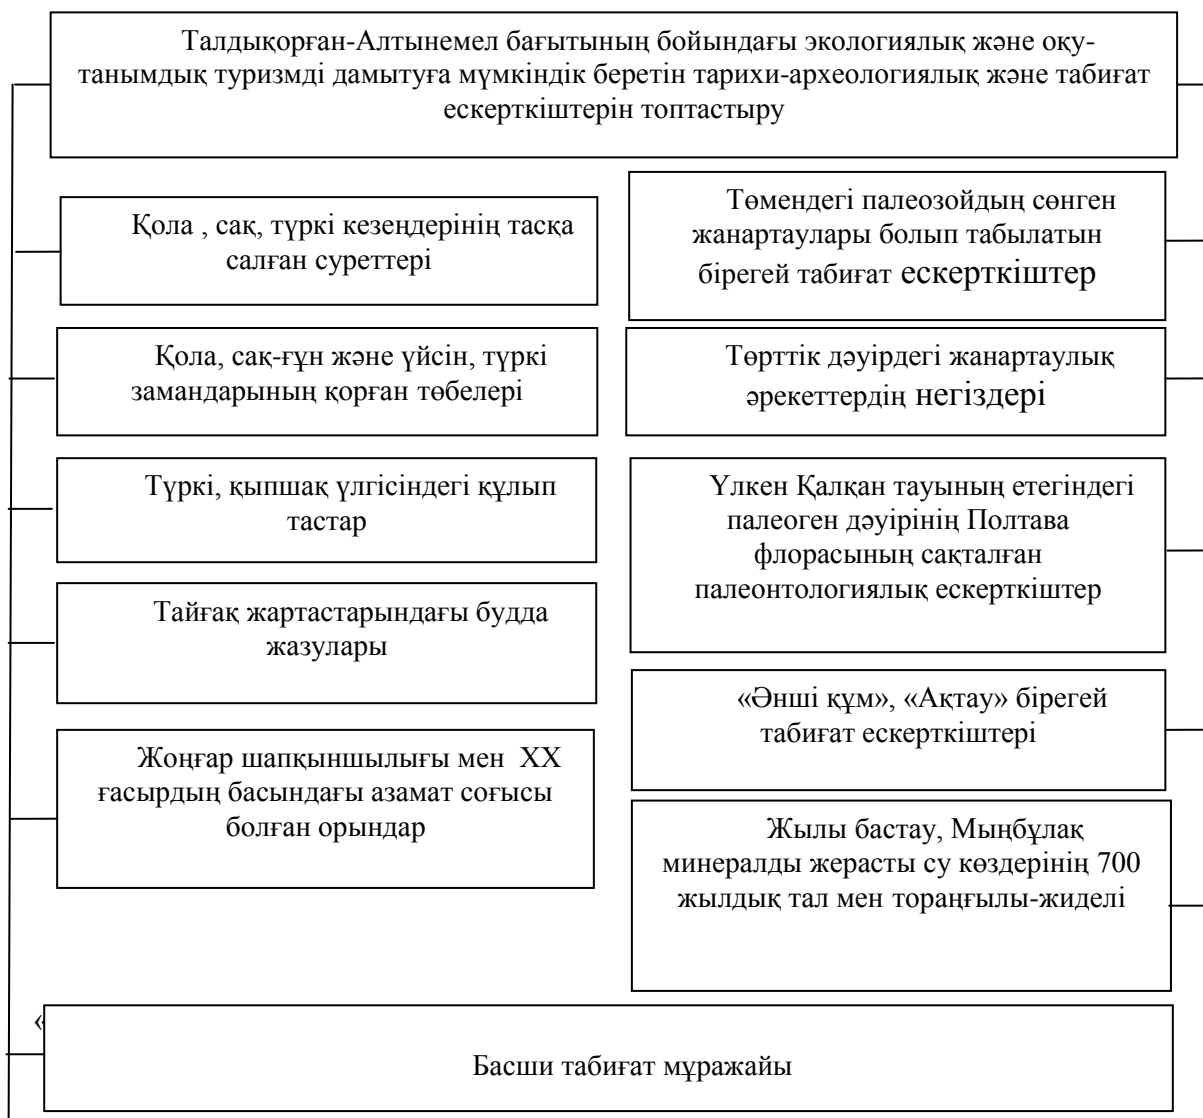 Талдықорған-Алтынемел бағытының бойындағы экологиялық және оқу-
танымдық туризмді дамытуға мүмкіндік беретін тарихи-археологиялық және табиғат
ескерткіштерін топтастыру
Қола , сақ, түркі кезеңдерінің тасқа
салған суреттері
Қола, сақ-ғұн және үйсін, түркі
замандарының қорған төбелері
Түркі, қыпшақ үлгісіндегі құлып
тастар
Тайғақ жартастарындағы будда
жазулары
Жоңғар шапқыншылығы мен XX
ғасырдың басындағы азамат соғысы
болған орындар
Төмендегі палеозойдың сөнген
жанартаулары болып табылатын
бірегей табиғат ескерткіштер
Төрттік дәуірдегі жанартаулық
әрекеттердің негіздері
Үлкен Қалқан тауының етегіндегі
палеоген дәуірінің Полтава
флорасының сақталған
палеонтологиялық ескерткіштер
«Әнші құм», «Ақтау» бірегей
табиғат ескерткіштері
Жылы бастау, Мыңбұлақ
минералды жерасты су көздерінің 700
жылдық тал мен тораңғылы-жиделі
«
Басши табиғат мұражайы